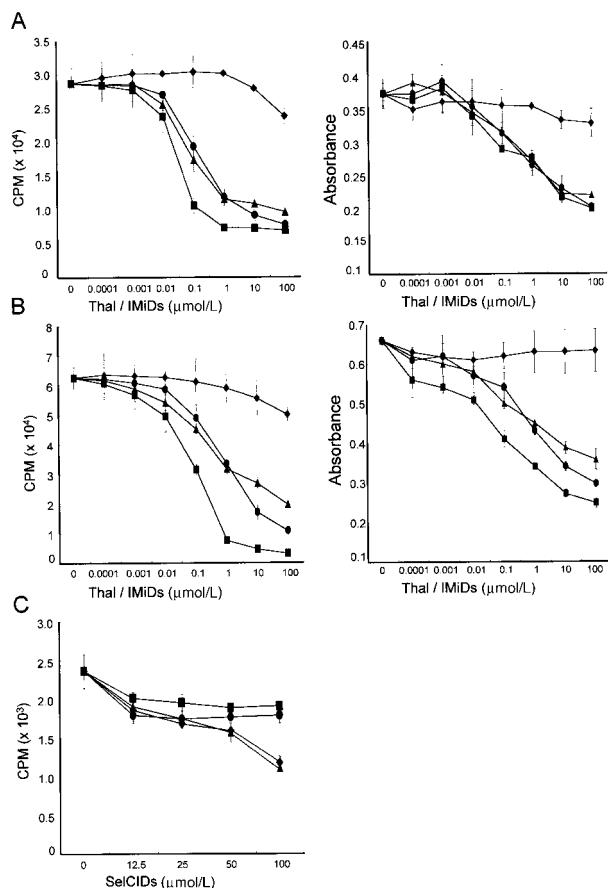 A
3.5
3.0
2.5
2.0
1.5
1.0
0.5
0
CPM (x 10⁴)
0 0.0001 0.001 0.01 0.1 1 10 100
Thal / IMiDs (μmol/L)
0.45
0.4
0.35
0.3
0.25
0.2
0.15
0.1
Absorbance
0 0.0001 0.001 0.01 0.1 1 10 100
Thal / IMiDs (μmol/L)
B
8
7
6
5
4
3
2
1
0
CPM (x 10⁴)
0 0.0001 0.001 0.01 0.1 1 10 100
Thal / IMiDs (μmol/L)
0.7
0.6
0.5
0.4
0.3
0.2
0.1
Absorbance
0 0.0001 0.001 0.01 0.1 1 10 100
Thal / IMiDs (μmol/L)
C
3.0
2.5
2.0
1.5
1.0
0.5
0
CPM (x 10³)
0 12.5 25 50 100
SelCIDs (μmol/L)